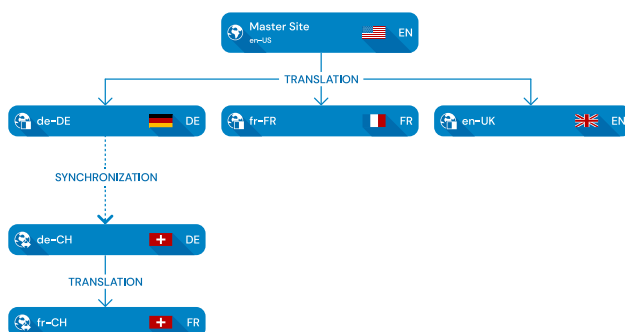 Master Site
en-US
EN
TRANSLATION
de-DE
DE
fr-FR
FR
en-UK
EN
SYNCHRONIZATION
de-CH
DE
TRANSLATION
fr-CH
FR